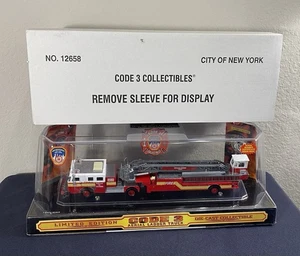 NO. 12658
CITY OF NEW YORK
CODE 3 COLLECTIBLES
REMOVE SLEEVE FOR DISPLAY
LIMITED EDITION
CODE 3
DIE-CAST COLLECTIBLE